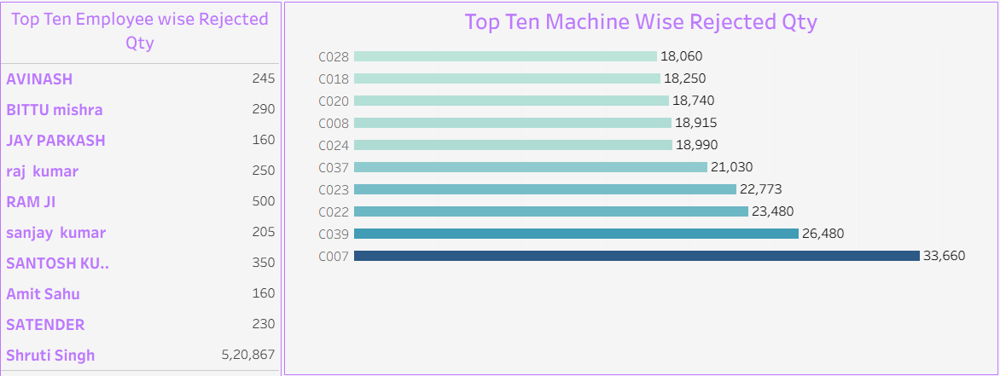 Top Ten Employee wise Rejected
Qty
AVINASH 245
BITTU mishra 290
JAY PARKASH 160
raj  kumar 250
RAM JI 500
sanjay  kumar 205
SANTOSH KU.. 350
Amit Sahu 160
SATENDER 230
Shruti Singh 5,20,867
Top Ten Machine Wise Rejected Qty
C028 18,060
C018 18,250
C020 18,740
C008 18,915
C024 18,990
C037 21,030
C023 22,773
C022 23,480
C039 26,480
C007 33,660